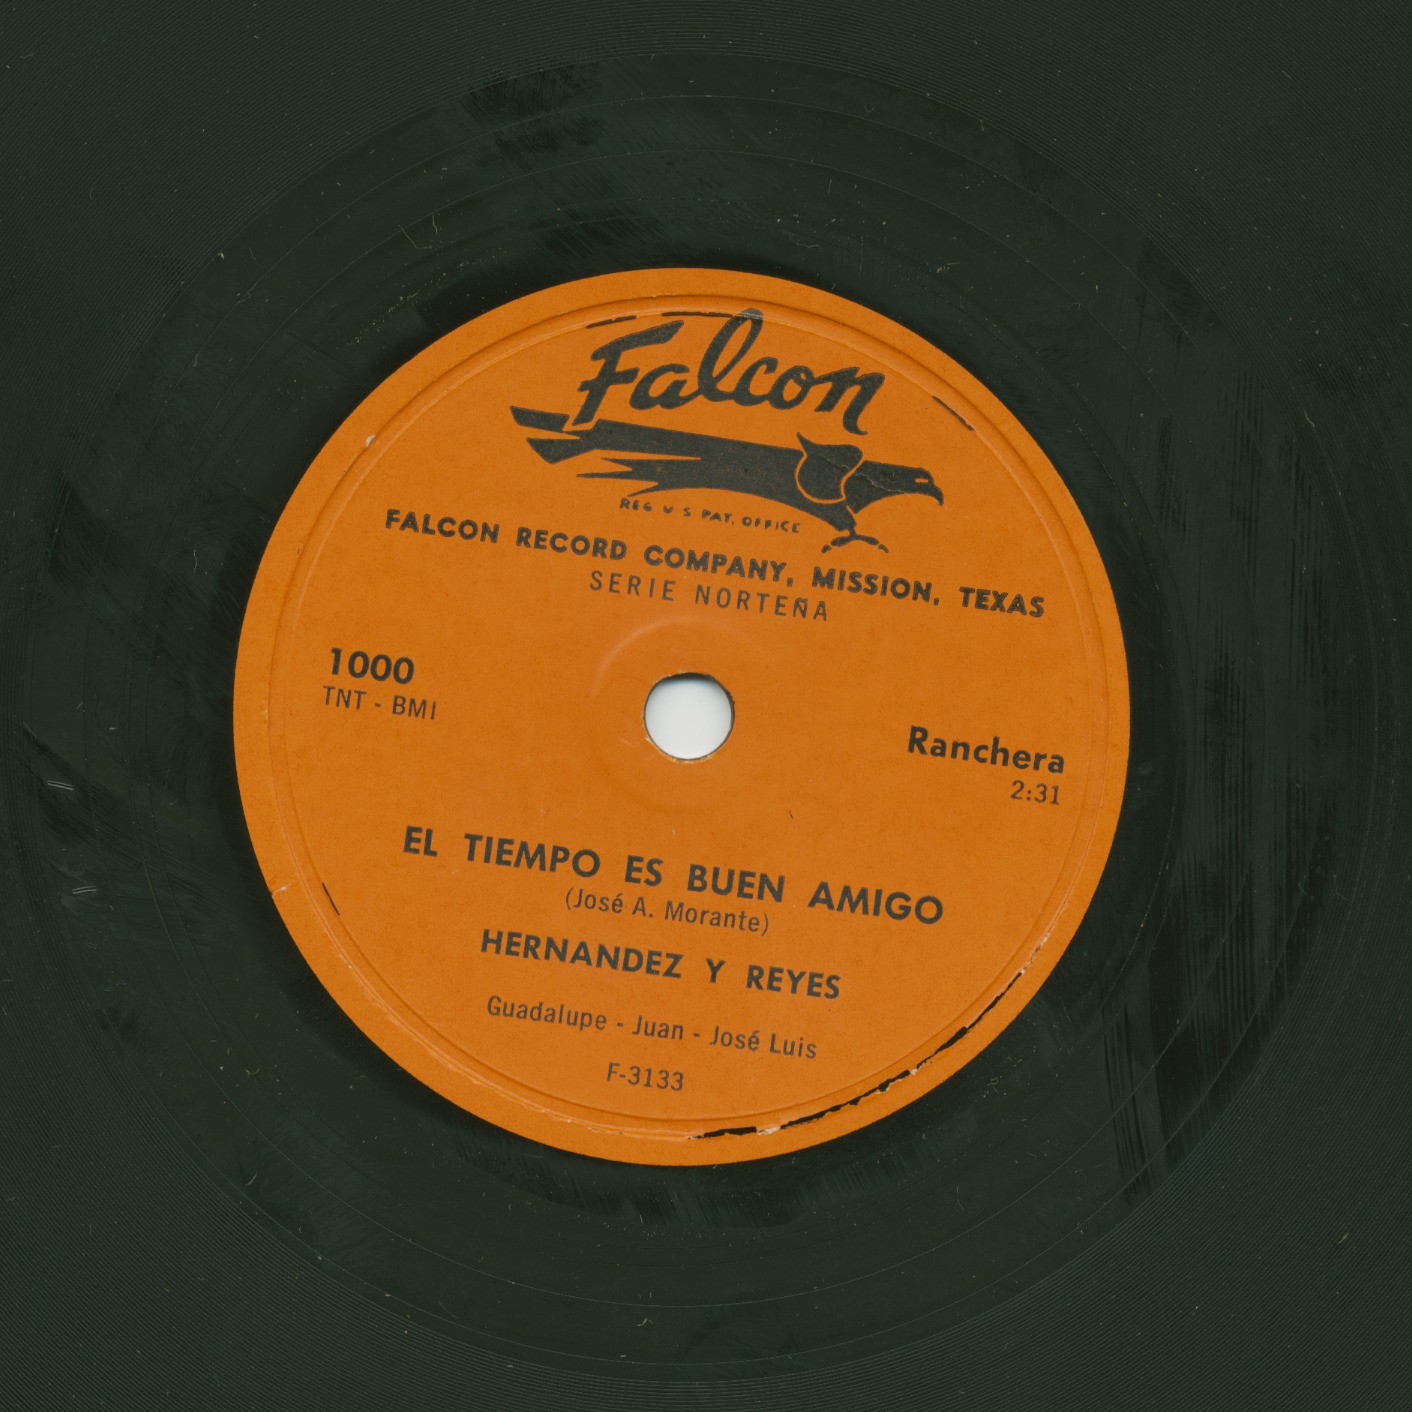 Falcon
REG U S PAT. OFFICE
FALCON RECORD COMPANY, MISSION, TEXAS
SERIE NORTEÑA
1000
TNT - BMI
Ranchera
2:31
EL TIEMPO ES BUEN AMIGO
(José A. Morante)
HERNANDEZ Y REYES
Guadalupe - Juan - José Luis
F-3133